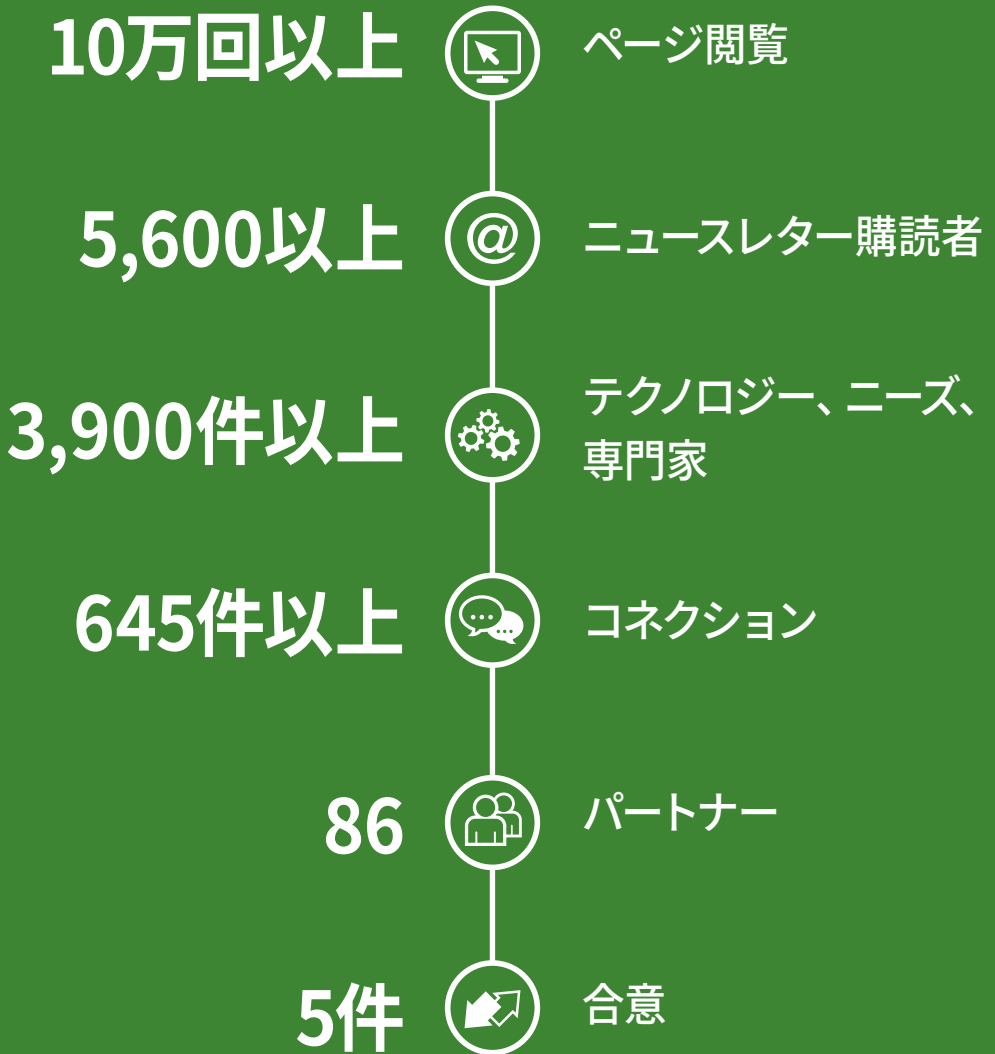 10万回以上
ページ閲覧
5,600以上
@
ニュースレター購読者
3,900件以上
テクノロジー、ニーズ、
専門家
645件以上
コネクション
86
パートナー
5件
合意